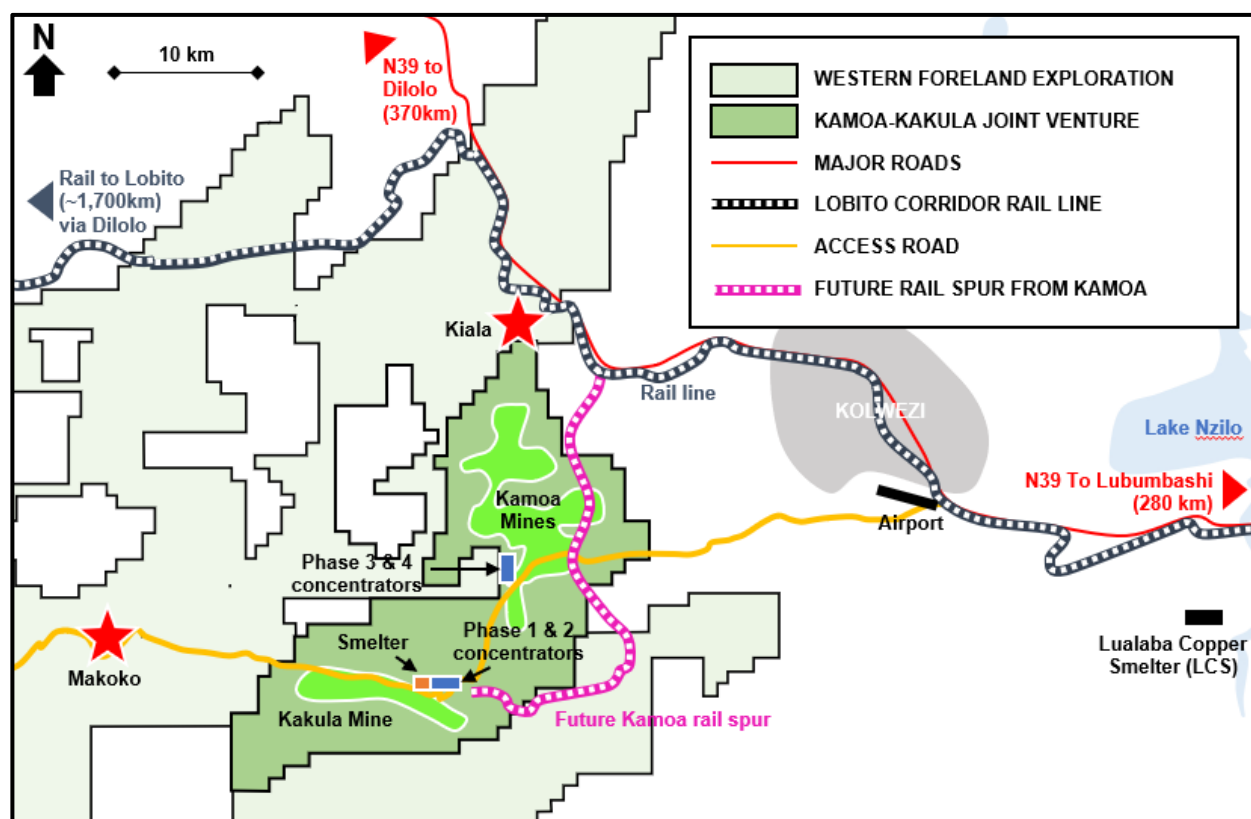 N
10 km
N39 to
Dilolo
(370km)
Rail to Lobito
(~1,700km)
via Dilolo
WESTERN FORELAND EXPLORATION
KAMOA-KAKULA JOINT VENTURE
MAJOR ROADS
LOBITO CORRIDOR RAIL LINE
ACCESS ROAD
FUTURE RAIL SPUR FROM KAMOA
Kiala
Rail line
KOLWEZI
Lake Nzilo
N39 To Lubumbashi
(280 km)
Airport
Kamoa
Mines
Phase 3 & 4
concentrators
Smelter
Phase 1 & 2
concentrators
Makoko
Lualaba Copper
Smelter (LCS)
Kakula Mine
Future Kamoa rail spur